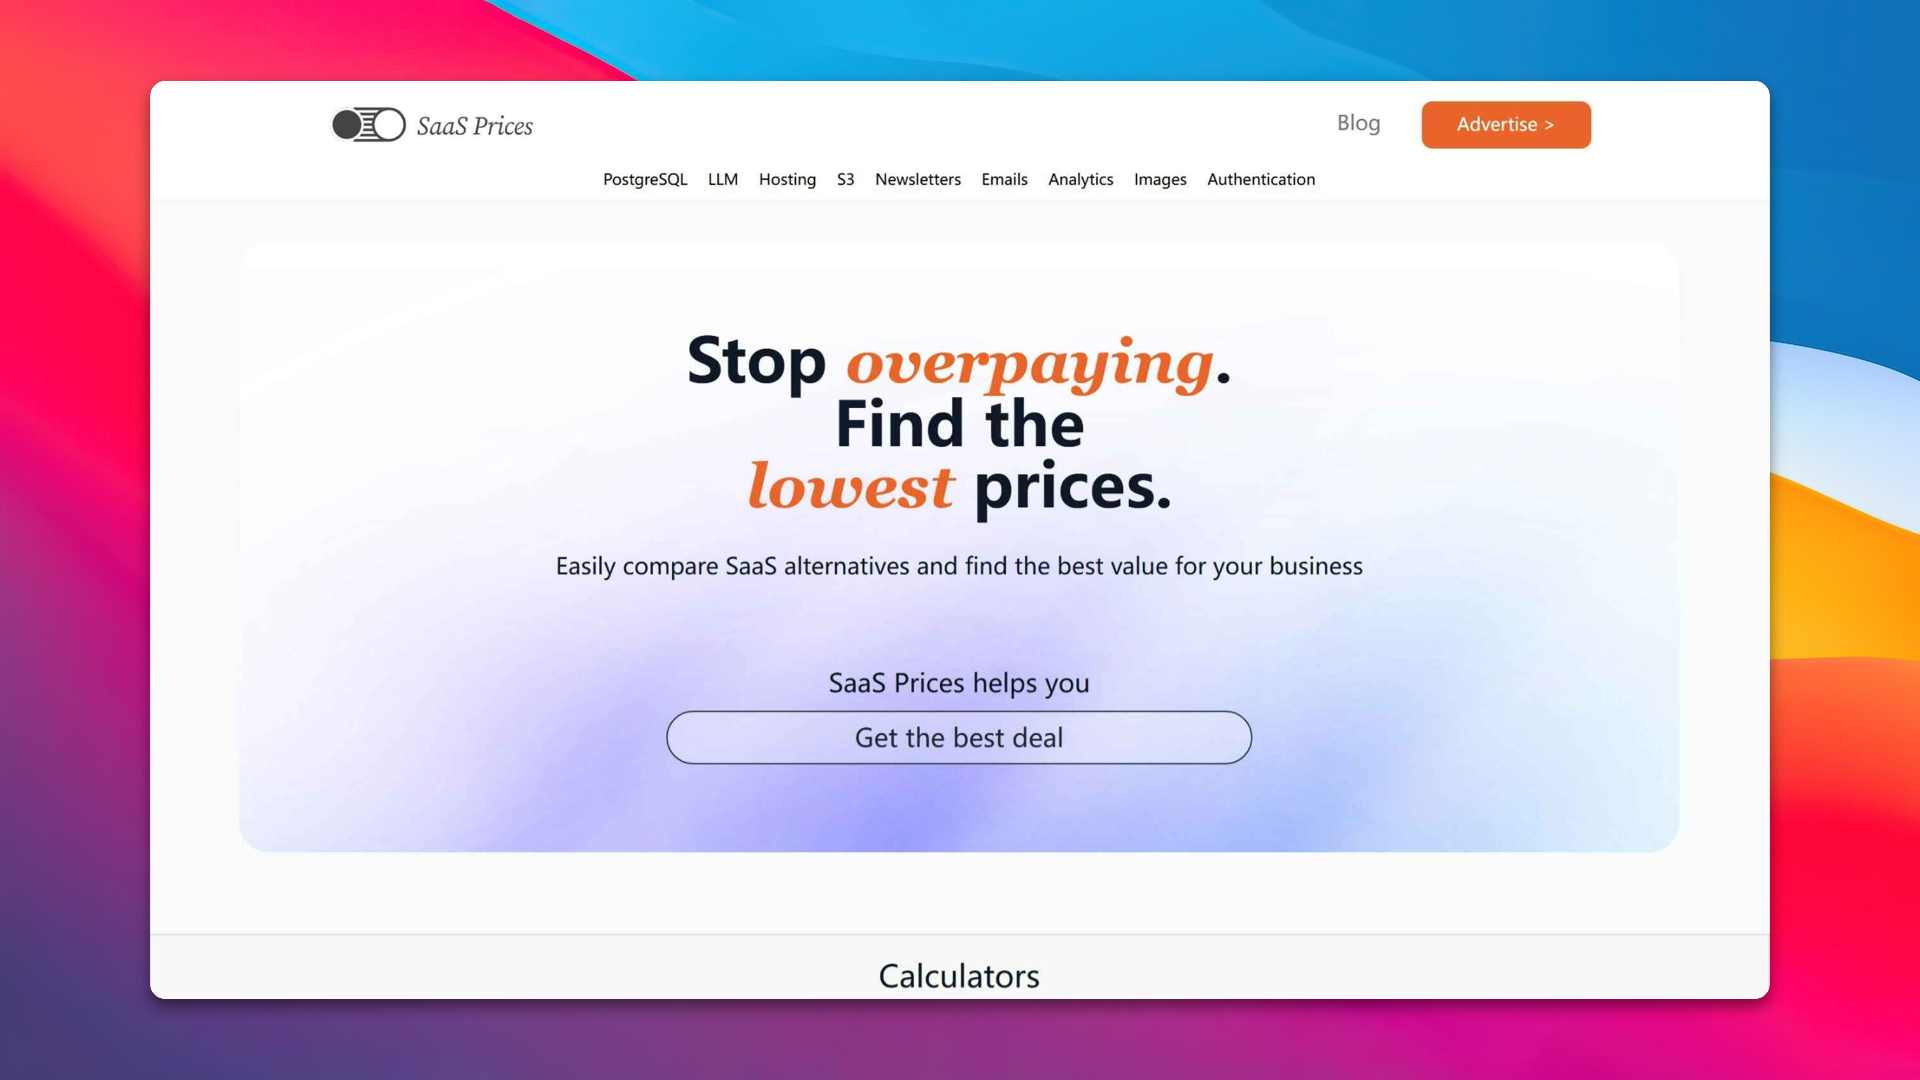 SaaS Prices
Blog
Advertise >
PostgreSQL LLM Hosting S3 Newsletters Emails Analytics Images Authentication
Stop overpaying.
Find the
lowest prices.
Easily compare SaaS alternatives and find the best value for your business
SaaS Prices helps you
Get the best deal
Calculators